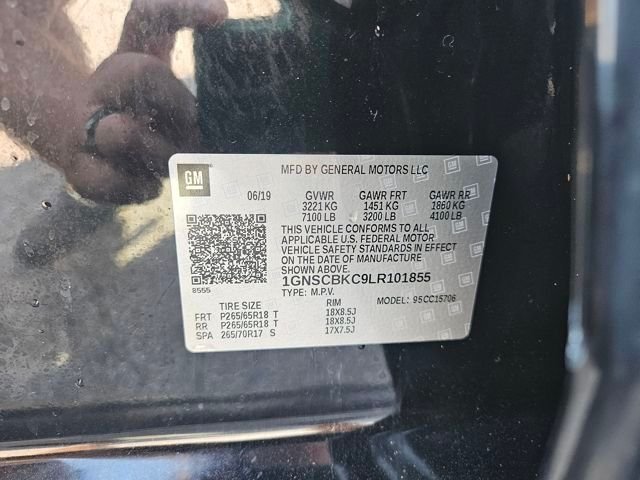 GM
MFD BY GENERAL MOTORS LLC
06/19 GVWR GAWR FRT GAWR RR
3221 KG 1451 KG 1860 KG
7100 LB 3200 LB 4100 LB
THIS VEHICLE CONFORMS TO ALL
APPLICABLE U.S. FEDERAL MOTOR
VEHICLE SAFETY STANDARDS IN EFFECT
ON THE DATE OF MANUFACTURE
SHOWN ABOVE.
1GNSCBKC9LR101855
8555
TYPE: M.P.V. MODEL: 95CC15706
TIRE SIZE RIM
FRT P265/65R18 T 18X8.5J
RR P265/65R18 T 18X8.5J
SPA 265/70R17 S 17X7.5J